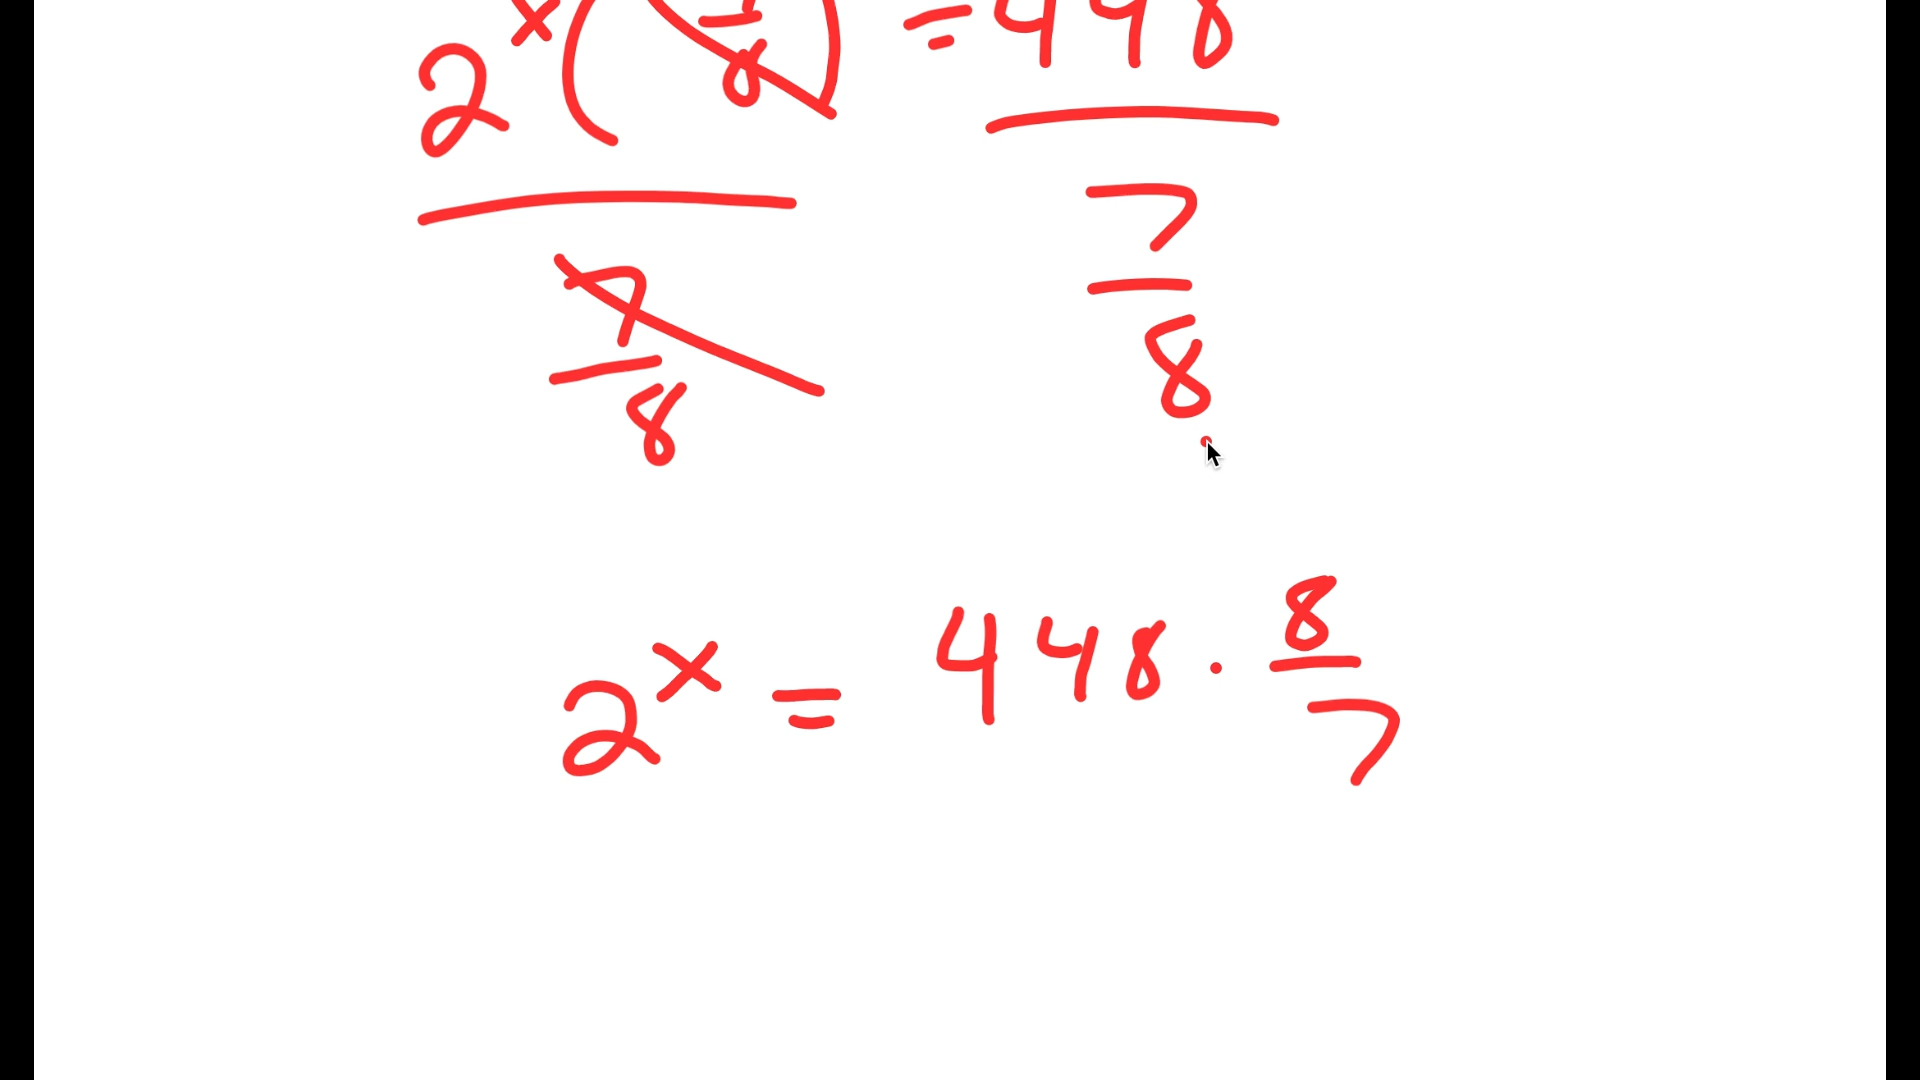 2^x (7/8) = 448
7/8 7/8
2^x = 448 · 8/7